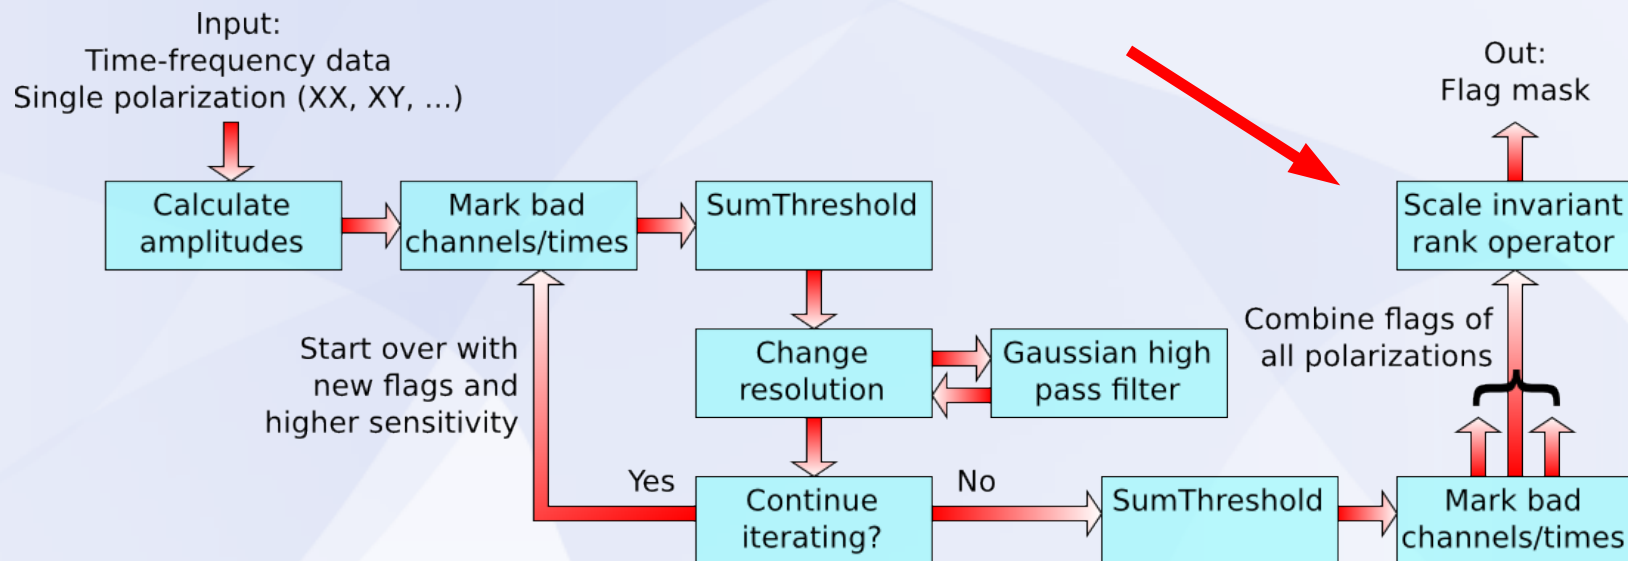 Input:
Time-frequency data
Single polarization (XX, XY, ...)
Out:
Flag mask
Calculate
amplitudes
Mark bad
channels/times
SumThreshold
Scale invariant
rank operator
Start over with
new flags and
higher sensitivity
Change
resolution
Gaussian high
pass filter
Combine flags of
all polarizations
Yes
Continue
iterating?
No
SumThreshold
Mark bad
channels/times